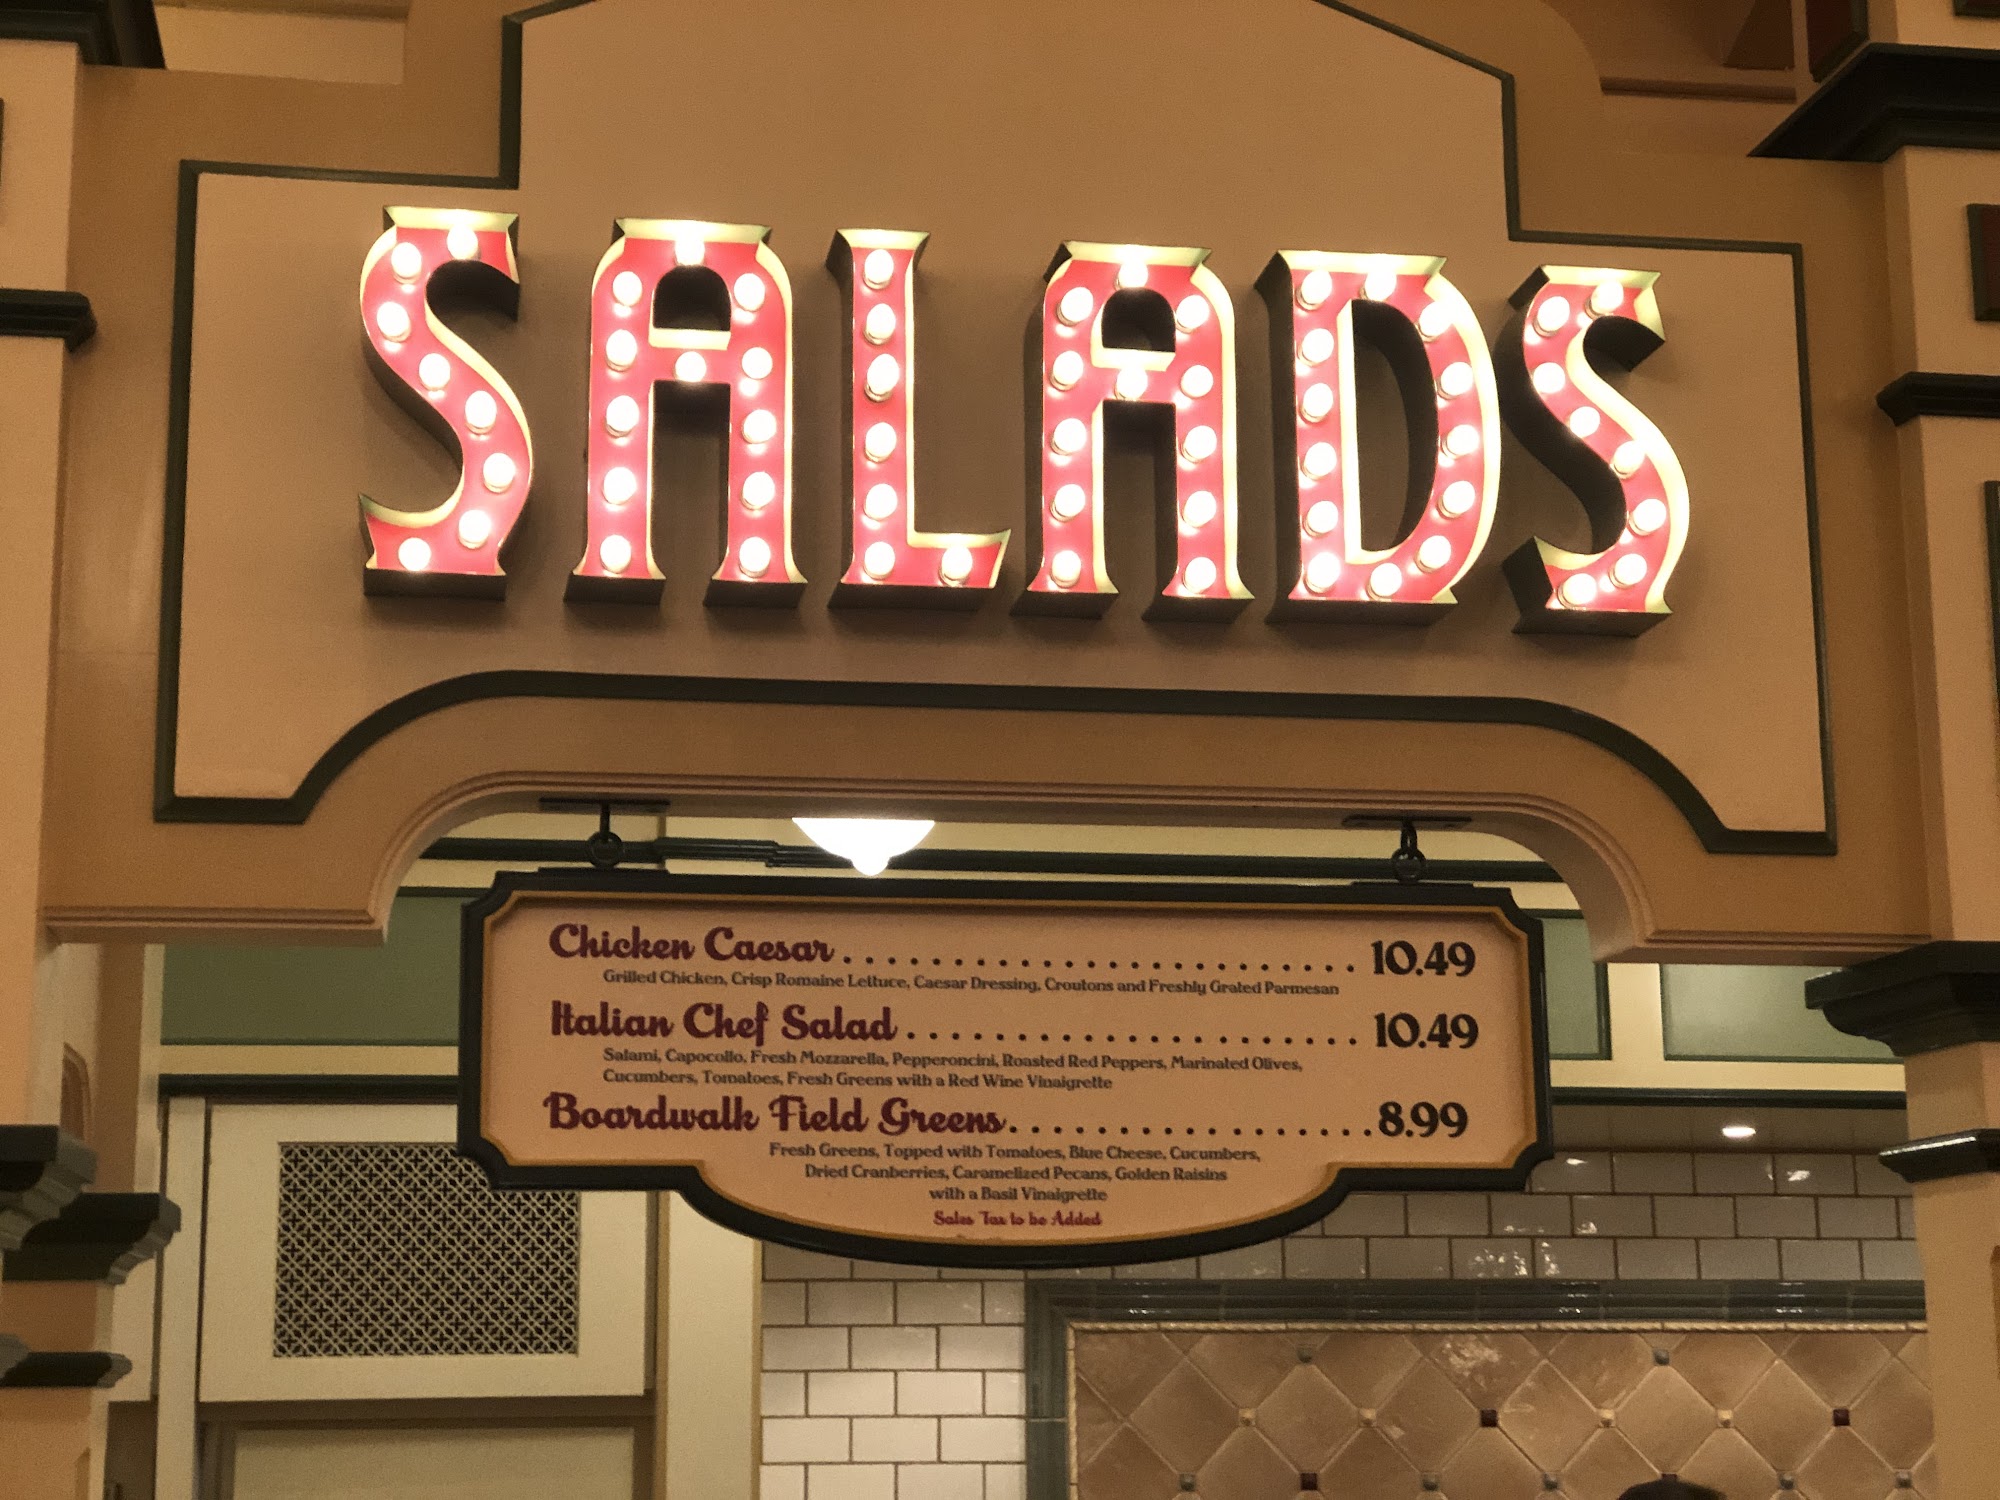 SALADS
Chicken Caesar . . . . . . . . . . . . . . . . . . . . . . . . 10.49
Grilled Chicken, Crisp Romaine Lettuce, Caesar Dressing, Croutons and Freshly Grated Parmesan
Italian Chef Salad . . . . . . . . . . . . . . . . . . . . . 10.49
Salami, Capocollo, Fresh Mozzarella, Pepperoncini, Roasted Red Peppers, Marinated Olives,
Cucumbers, Tomatoes, Fresh Greens with a Red Wine Vinaigrette
Boardwalk Field Greens. . . . . . . . . . . . . . . . . 8.99
Fresh Greens, Topped with Tomatoes, Blue Cheese, Cucumbers,
Dried Cranberries, Caramelized Pecans, Golden Raisins
with a Basil Vinaigrette
Sales Tax to be Added